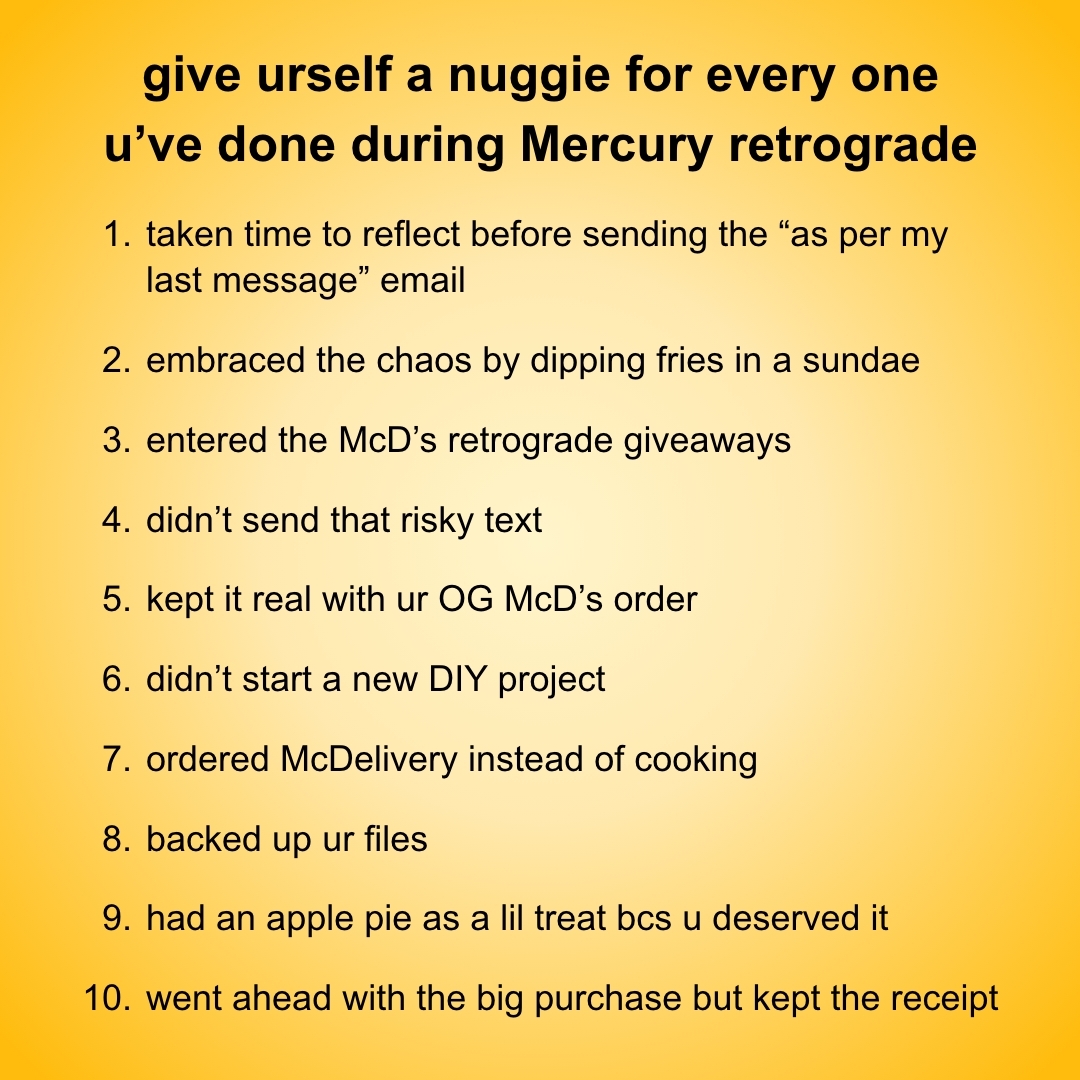 give urself a nuggie for every one
u’ve done during Mercury retrograde
1. taken time to reflect before sending the “as per my
last message” email
2. embraced the chaos by dipping fries in a sundae
3. entered the McD’s retrograde giveaways
4. didn’t send that risky text
5. kept it real with ur OG McD’s order
6. didn’t start a new DIY project
7. ordered McDelivery instead of cooking
8. backed up ur files
9. had an apple pie as a lil treat bcs u deserved it
10. went ahead with the big purchase but kept the receipt